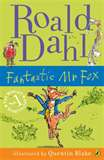 Roald
Dahl
Fantastic Mr Fox
Illustrated by Quentin Blake